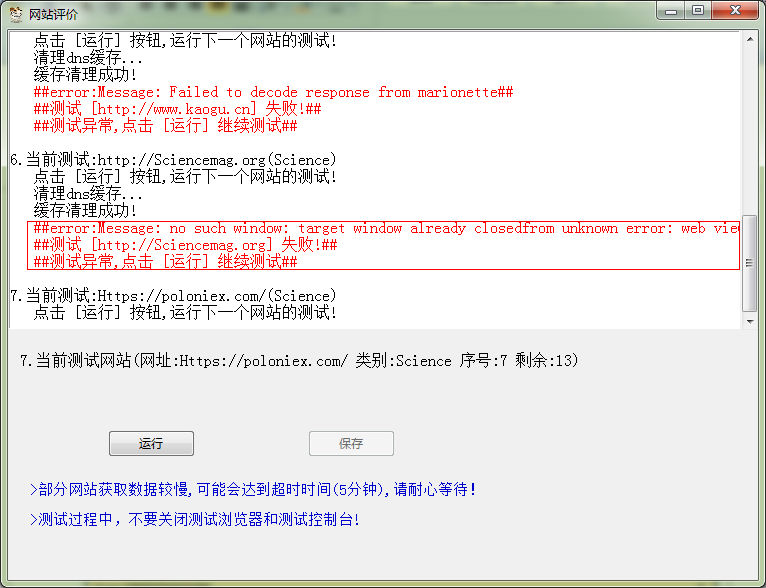 网站评价
点击 [运行] 按钮,运行下一个网站的测试!
清理dns缓存...
缓存清理成功!
##error:Message: Failed to decode response from marionette##
##测试 [http://www.kaogu.cn] 失败!##
##测试异常,点击 [运行] 继续测试##
6.当前测试:http://Sciencemag.org(Science)
点击 [运行] 按钮,运行下一个网站的测试!
清理dns缓存...
缓存清理成功!
##error:Message: no such window: target window already closedfrom unknown error: web vie
##测试 [http://Sciencemag.org] 失败!##
##测试异常,点击 [运行] 继续测试##
7.当前测试:Https://poloniex.com/(Science)
点击 [运行] 按钮,运行下一个网站的测试!
7.当前测试网站(网址:Https://poloniex.com/ 类别:Science 序号:7 剩余:13)
运行 保存
>部分网站获取数据较慢,可能会达到超时时间(5分钟),请耐心等待!
>测试过程中, 不要关闭测试浏览器和测试控制台!